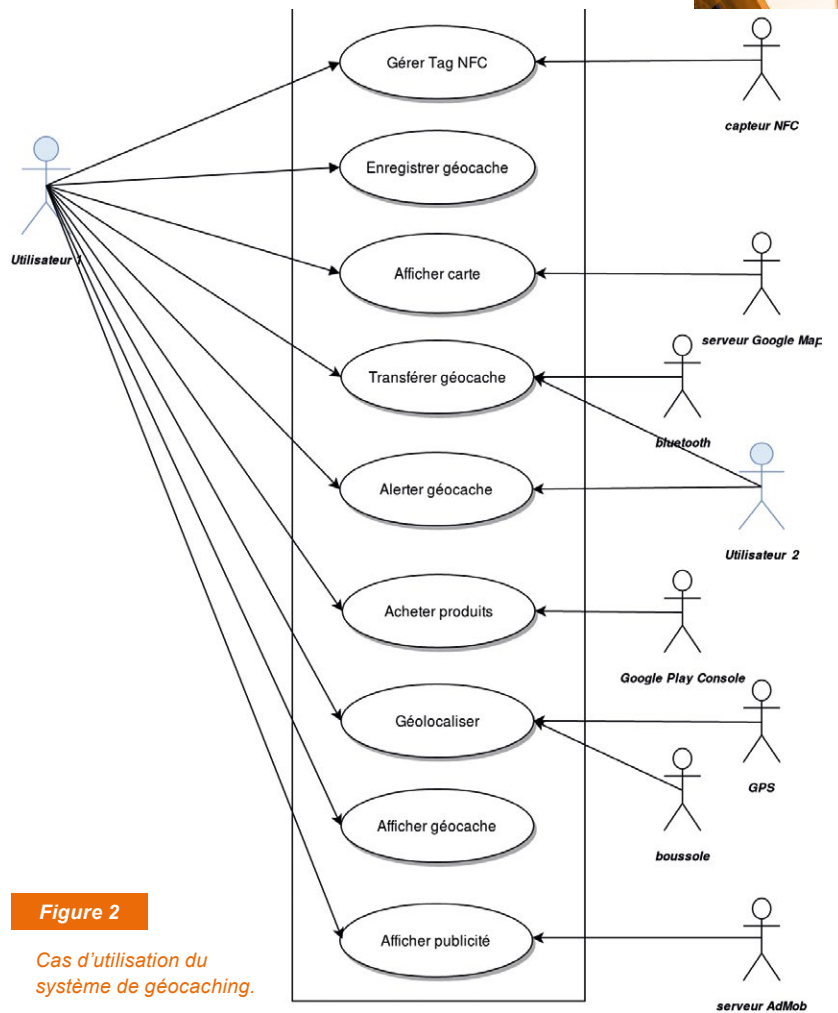 Gérer Tag NFC
capteur NFC
Enregistrer géocache
Utilisateur 1
Afficher carte
serveur Google Map
Transférer géocache
bluetooth
Alerter géocache
Utilisateur 2
Acheter produits
Google Play Console
Géolocaliser
GPS
Afficher géocache
boussole
Figure 2
Afficher publicité
Cas d'utilisation du
système de géocaching.
serveur AdMob